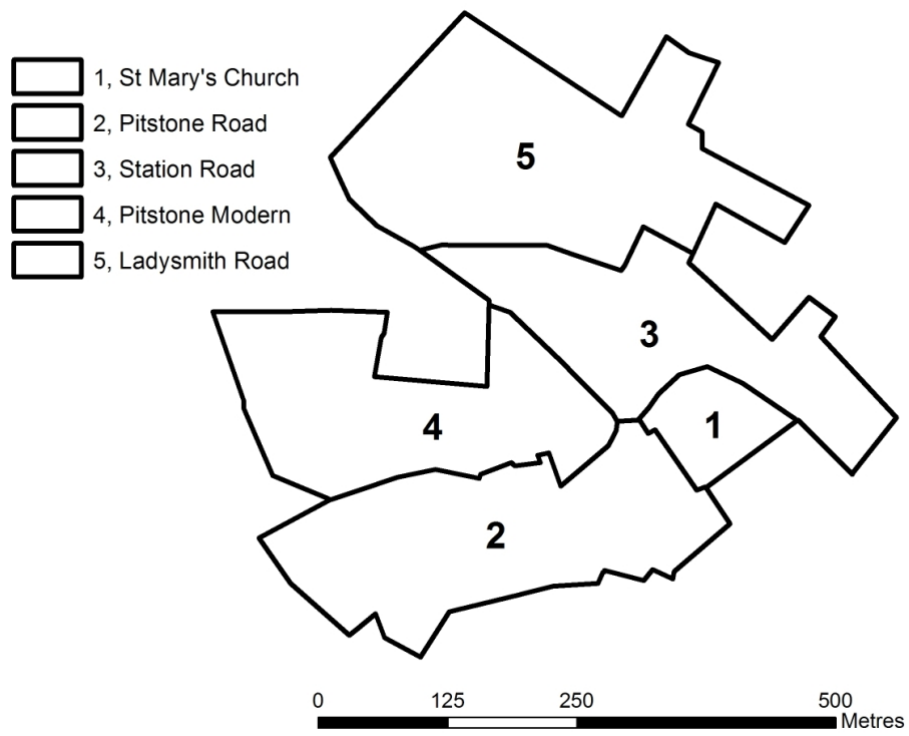 1, St Mary's Church
2, Pitstone Road
3, Station Road
4, Pitstone Modern
5, Ladysmith Road
5
3
1
4
2
0 125 250 500
Metres